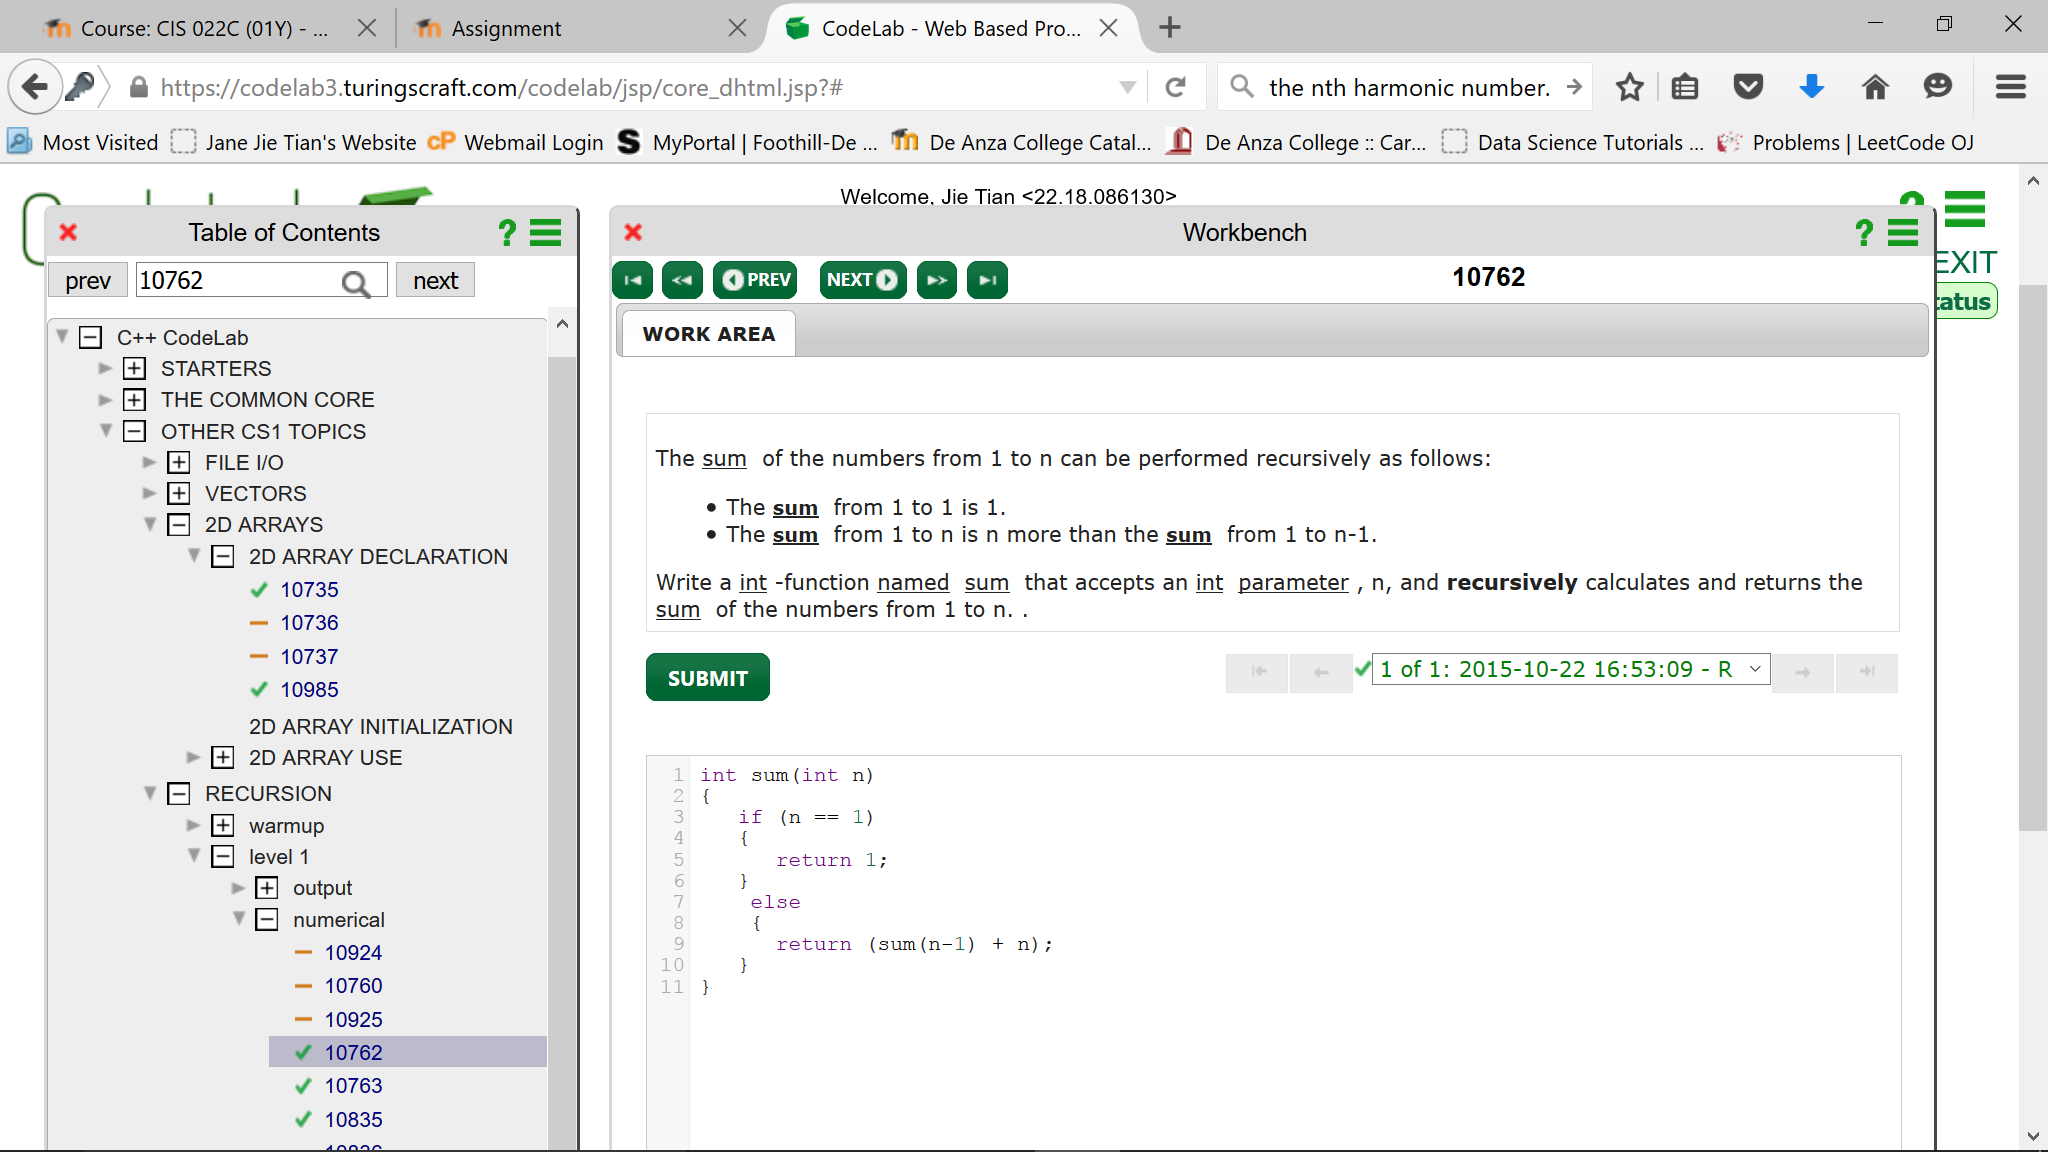 Course: CIS 022C (01Y) - ...
Assignment
CodeLab - Web Based Pro...
https://codelab3.turingscraft.com/codelab/jsp/core_dhtml.jsp?#
the nth harmonic number.
Most Visited
Jane Jie Tian's Website
cP Webmail Login
S MyPortal | Foothill-De ...
De Anza College Catal...
De Anza College :: Car...
Data Science Tutorials ...
Problems | LeetCode OJ
Welcome, Jie Tian <22.18.086130>
Table of Contents
?
Workbench
?
EXIT
prev
10762
next
PREV
NEXT
10762
tatus
WORK AREA
C++ CodeLab
STARTERS
THE COMMON CORE
OTHER CS1 TOPICS
FILE I/O
VECTORS
2D ARRAYS
2D ARRAY DECLARATION
10735
10736
10737
10985
2D ARRAY INITIALIZATION
2D ARRAY USE
RECURSION
warmup
level 1
output
numerical
10924
10760
10925
10762
10763
10835
The sum of the numbers from 1 to n can be performed recursively as follows:
• The sum from 1 to 1 is 1.
• The sum from 1 to n is n more than the sum from 1 to n-1.
Write a int -function named sum that accepts an int parameter , n, and recursively calculates and returns the
sum of the numbers from 1 to n. .
SUBMIT
1 of 1: 2015-10-22 16:53:09 - R
1 int sum(int n)
2 {
3 if (n == 1)
4 {
5 return 1;
6 }
7 else
8 {
9 return (sum(n-1) + n);
10 }
11 }